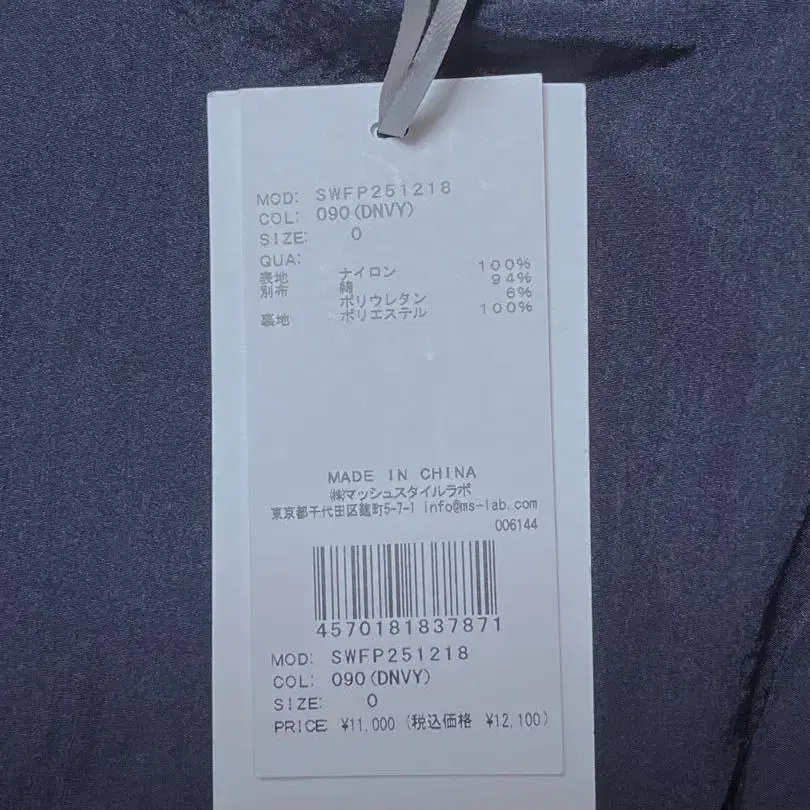 MOD: SWFP251218
COL: 090(DNVY)
SIZE: 0
QUA:
表地 ナイロン 100%
別布 綿 94%
ポリウレタン 6%
裏地 ポリエステル 100%
MADE IN CHINA
㈱マッシュスタイルラボ
東京都千代田区麹町5-7-1 info@ms-lab.com
006144
4570181837871
MOD: SWFP251218
COL: 090(DNVY)
SIZE: 0
PRICE: ¥11,000 (税込価格 ¥12,100)